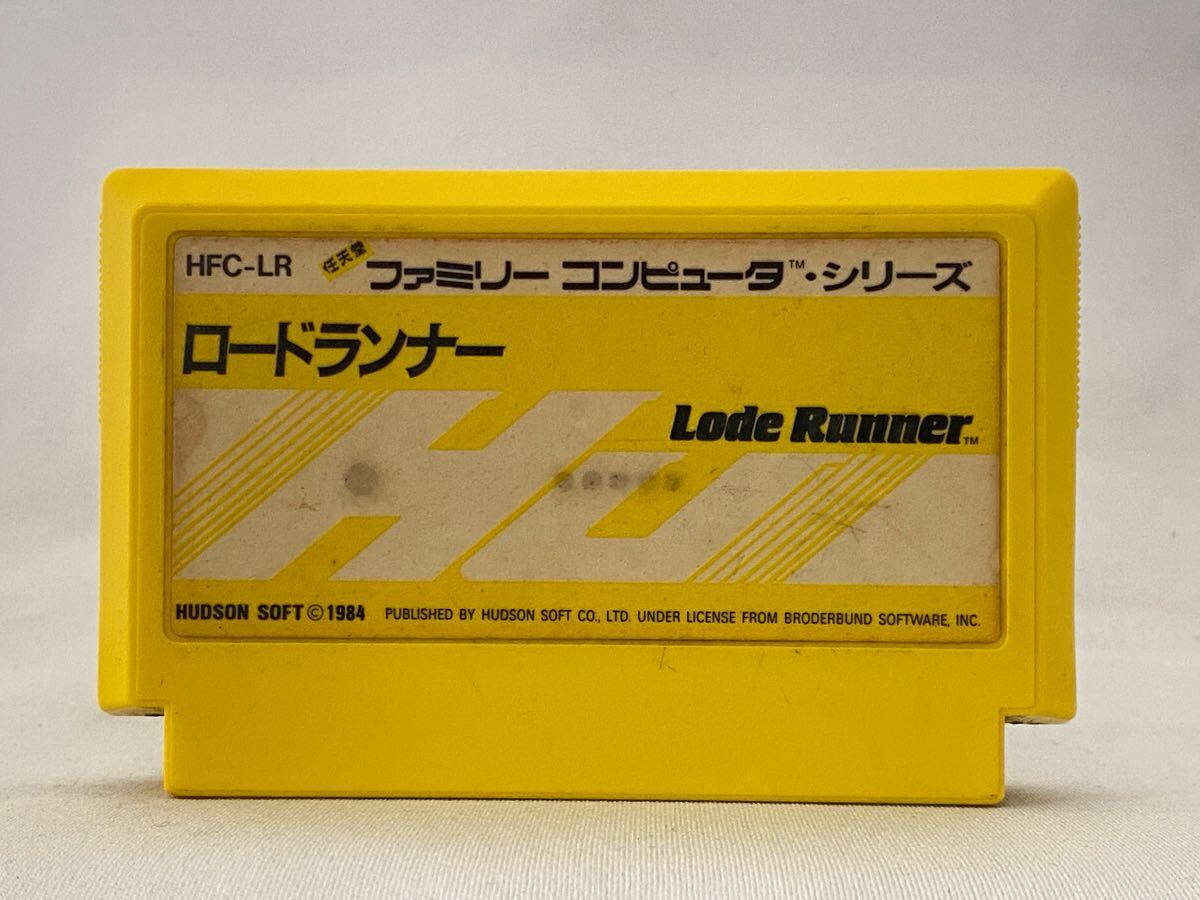 HFC-LR 任天堂 ファミリー コンピュータ™・シリーズ
ロードランナー
Lode Runner™
HU
HUDSON SOFT © 1984 PUBLISHED BY HUDSON SOFT CO., LTD. UNDER LICENSE FROM BRODERBUND SOFTWARE, INC.